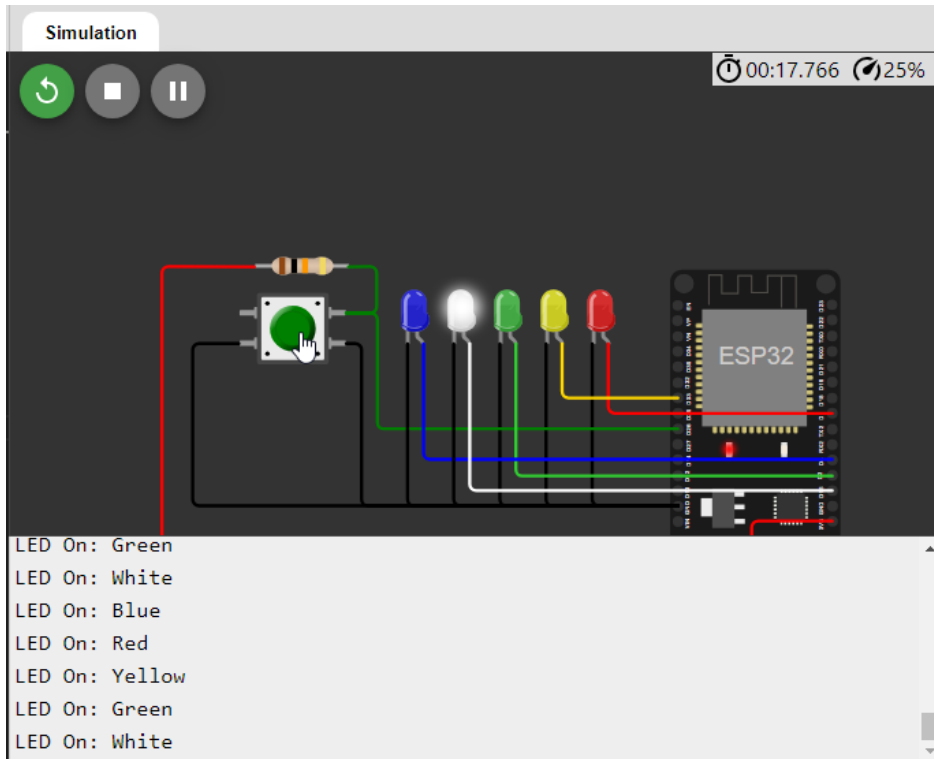 Simulation
00:17.766 25%
ESP32
LED On: Green
LED On: White
LED On: Blue
LED On: Red
LED On: Yellow
LED On: Green
LED On: White